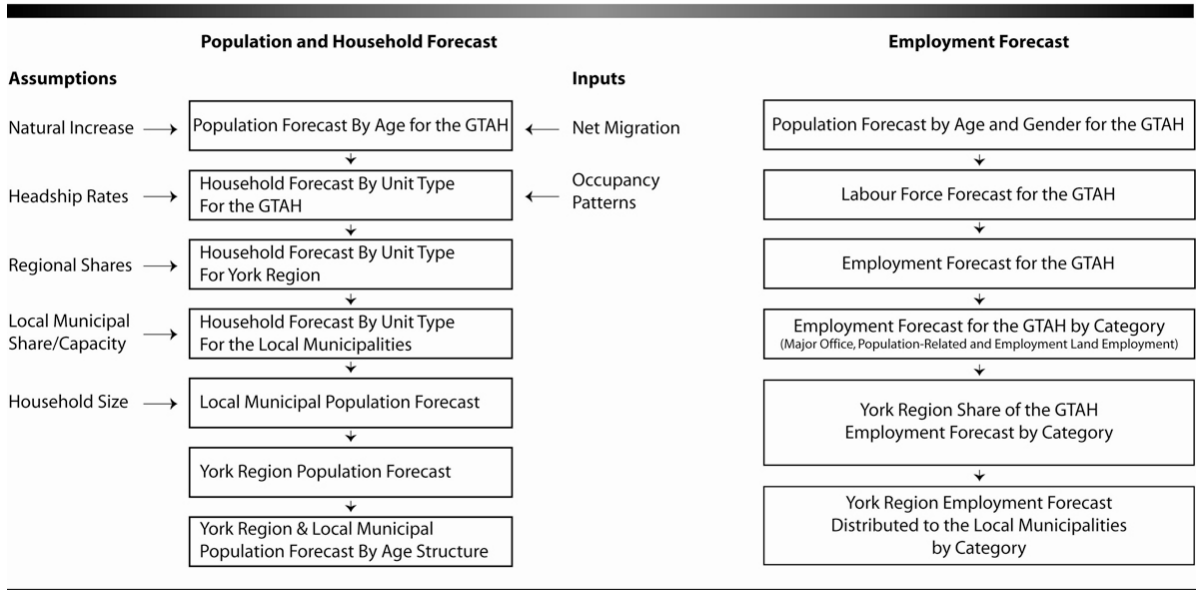 Population and Household Forecast
Employment Forecast
Assumptions
Inputs
Natural Increase
Population Forecast By Age for the GTAH
Net Migration
Headship Rates
Household Forecast By Unit Type
For the GTAH
Occupancy
Patterns
Regional Shares
Household Forecast By Unit Type
For York Region
Local Municipal
Share/Capacity
Household Forecast By Unit Type
For the Local Municipalities
Household Size
Local Municipal Population Forecast
York Region Population Forecast
York Region & Local Municipal
Population Forecast By Age Structure
Population Forecast by Age and Gender for the GTAH
Labour Force Forecast for the GTAH
Employment Forecast for the GTAH
Employment Forecast for the GTAH by Category
(Major Office, Population-Related and Employment Land Employment)
York Region Share of the GTAH
Employment Forecast by Category
York Region Employment Forecast
Distributed to the Local Municipalities
by Category